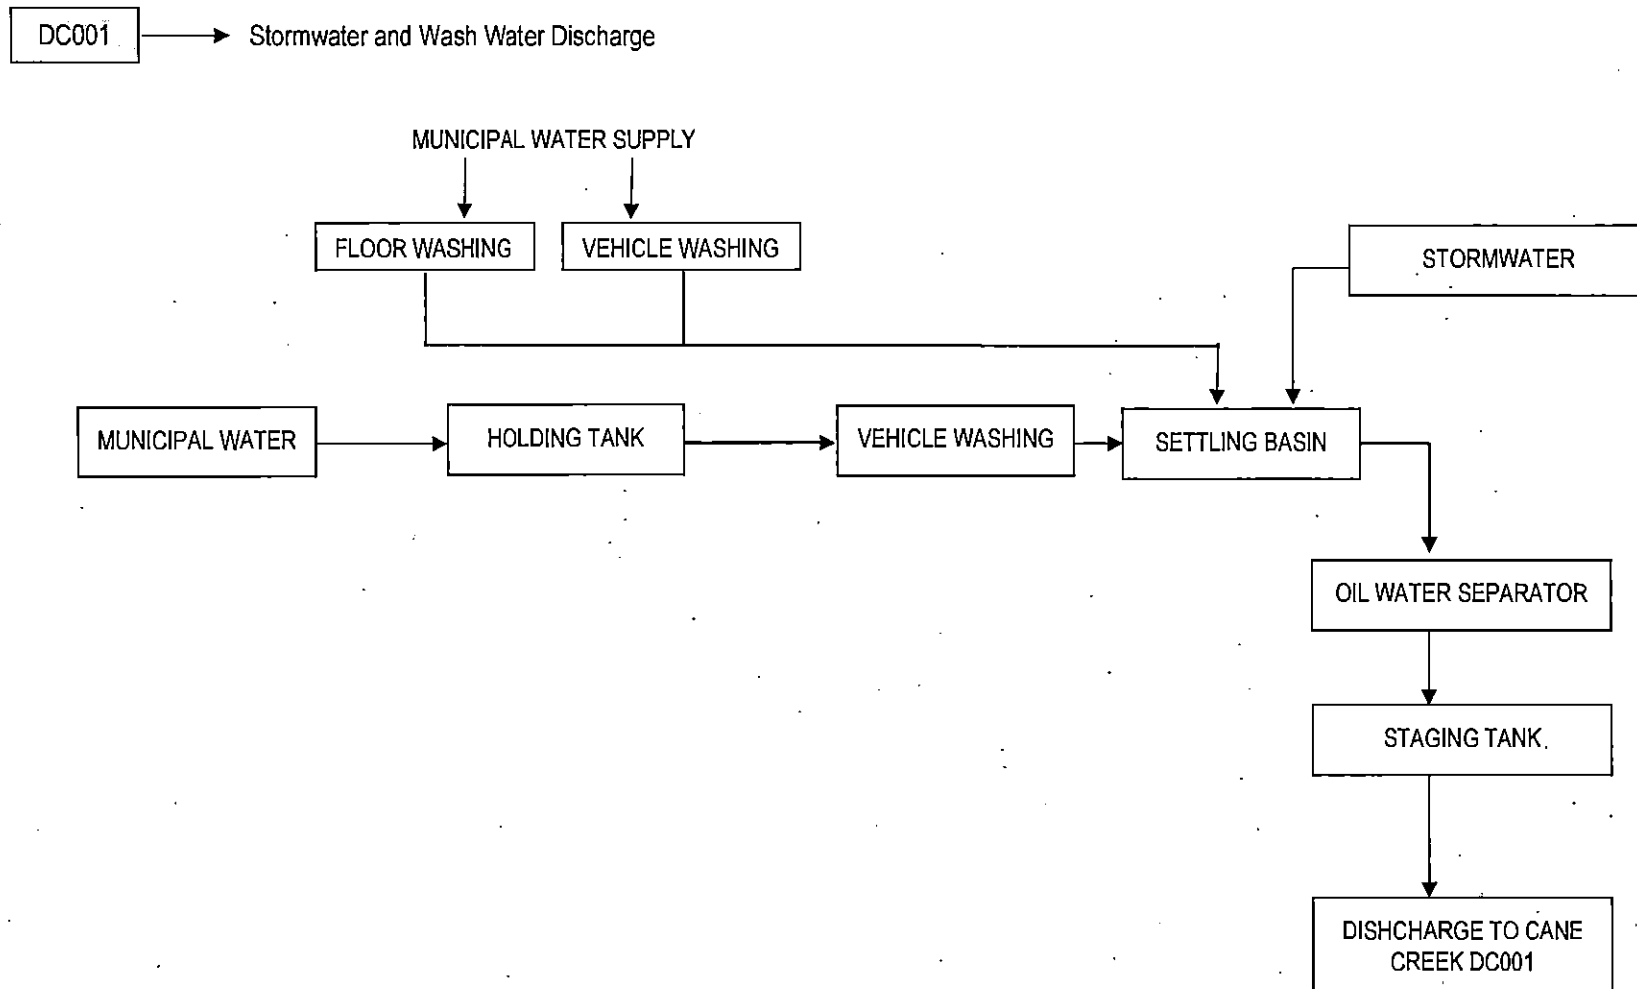 DC001
Stormwater and Wash Water Discharge
MUNICIPAL WATER SUPPLY
FLOOR WASHING
VEHICLE WASHING
STORMWATER
MUNICIPAL WATER
HOLDING TANK
VEHICLE WASHING
SETTLING BASIN
OIL WATER SEPARATOR
STAGING TANK
DISHCHARGE TO CANE
CREEK DC001